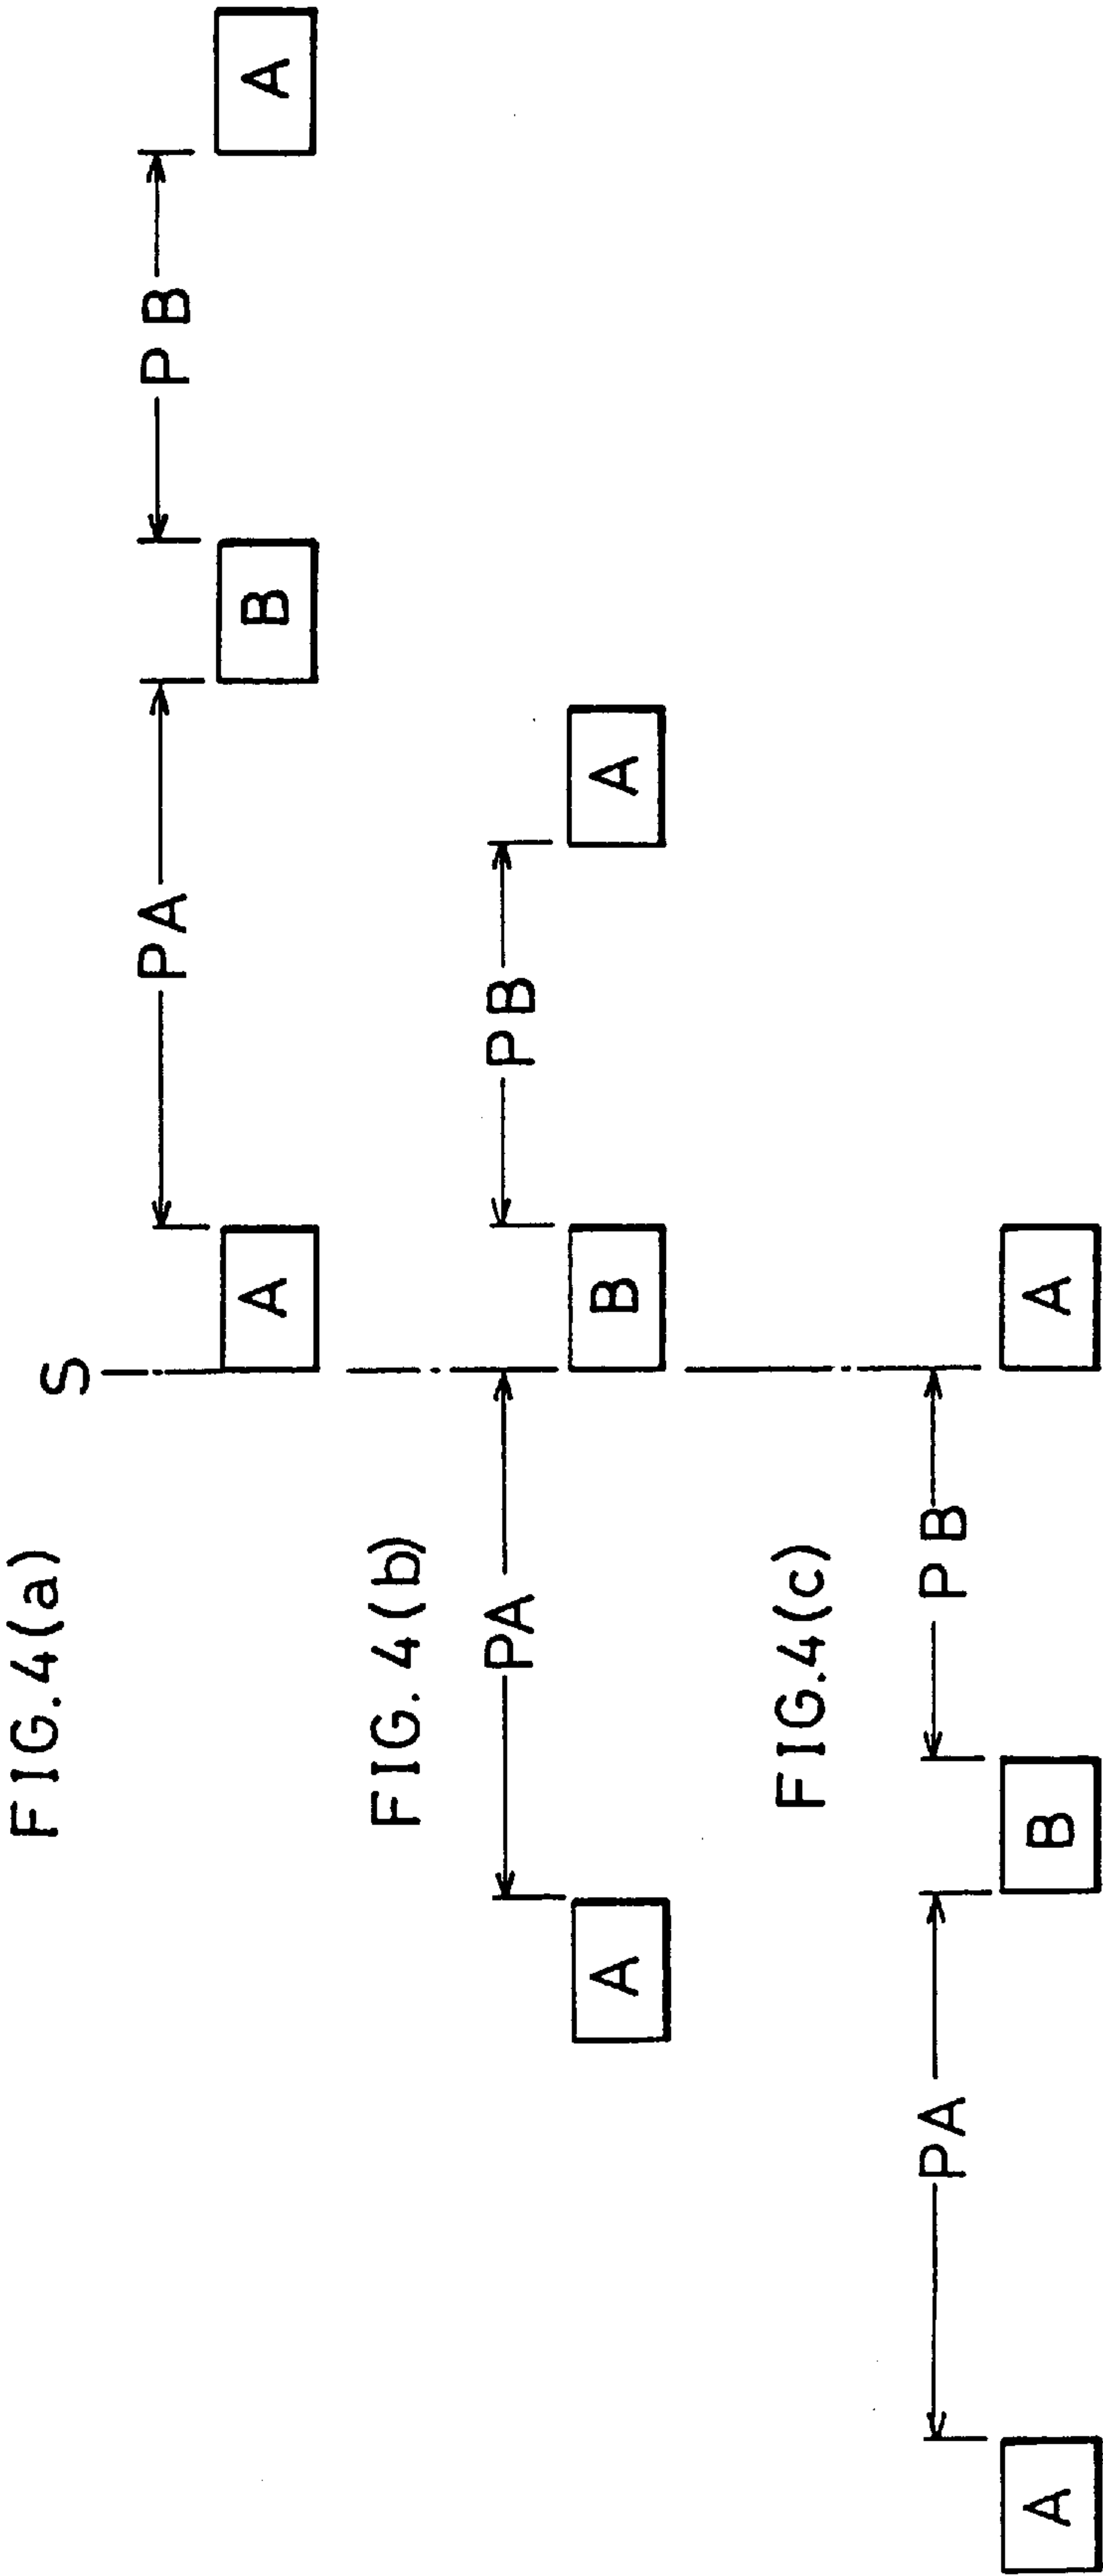 FIG.4(a)
S
PA PB
A B A
FIG. 4(b)
PA PB
A B A
FIG.4(c)
PA PB
A B A